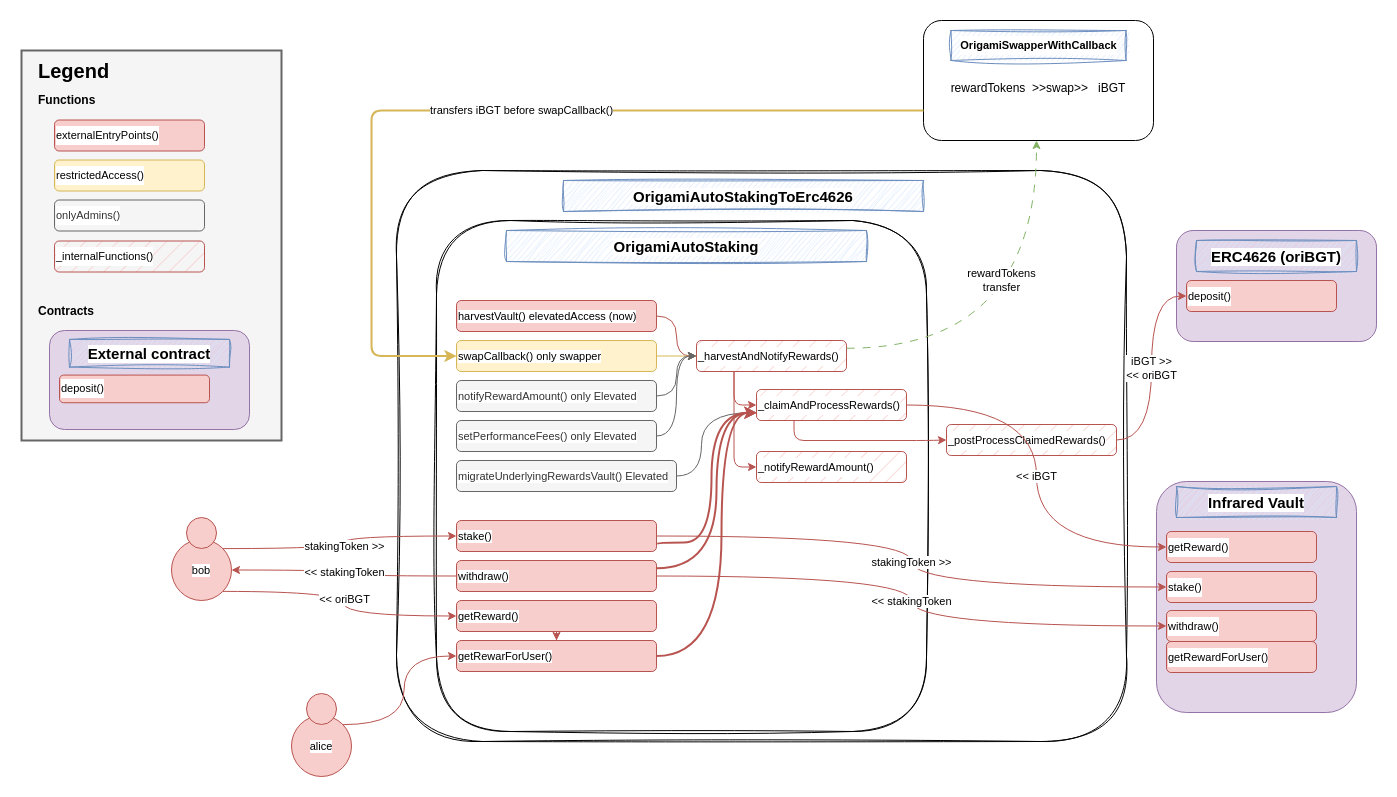 Legend
Functions
externalEntryPoints()
restrictedAccess()
onlyAdmins()
_internalFunctions()
Contracts
External contract
deposit()
OrigamiSwapperWithCallback
rewardTokens >>swap>> iBGT
transfers iBGT before swapCallback()
OrigamiAutoStakingToErc4626
OrigamiAutoStaking
rewardTokens
transfer
harvestVault() elevatedAccess (now)
swapCallback() only swapper
notifyRewardAmount() only Elevated
setPerformanceFees() only Elevated
migrateUnderlyingRewardsVault() Elevated
_harvestAndNotifyRewards()
_claimAndProcessRewards()
_postProcessClaimedRewards()
_notifyRewardAmount()
stake()
withdraw()
getReward()
getRewarForUser()
bob
stakingToken >>
<< stakingToken
<< oriBGT
alice
stakingToken >>
<< stakingToken
<< iBGT
ERC4626 (oriBGT)
deposit()
iBGT >>
<< oriBGT
Infrared Vault
getReward()
stake()
withdraw()
getRewardForUser()